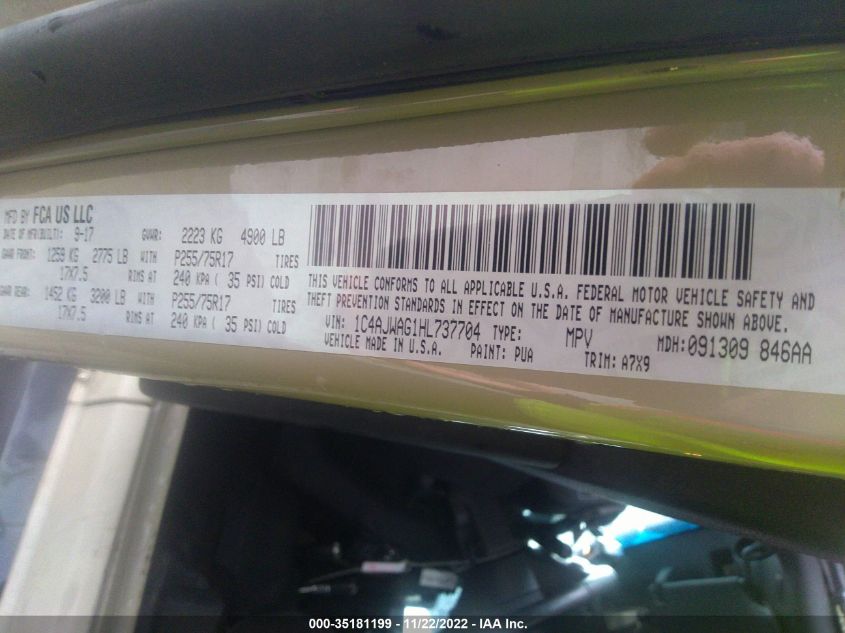 MFD BY FCA US LLC
DATE OF MFR(BUILT): 9-17 GVWR: 2223 KG 4900 LB
GAWR FRONT: 1259 KG 2775 LB WITH P255/75R17 TIRES
17X7.5 RIMS AT 240 KPA ( 35 PSI) COLD
GAWR REAR: 1452 KG 3200 LB WITH P255/75R17 TIRES
17X7.5 RIMS AT 240 KPA ( 35 PSI) COLD
THIS VEHICLE CONFORMS TO ALL APPLICABLE U.S.A. FEDERAL MOTOR VEHICLE SAFETY AND
THEFT PREVENTION STANDARDS IN EFFECT ON THE DATE OF MANUFACTURE SHOWN ABOVE.
VIN: 1C4AJWAG1HL737704 TYPE: MPV MDH: 091309 846AA
VEHICLE MADE IN U.S.A. PAINT: PUA TRIM: A7X9
000-35181199 - 11/22/2022 - IAA Inc.